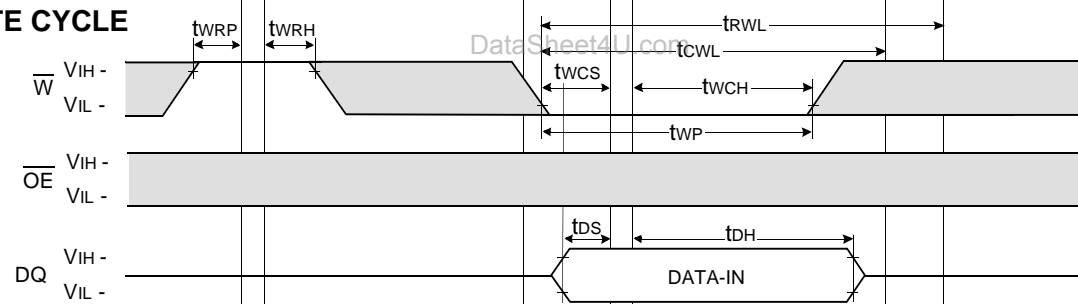 TE CYCLE
tWRP
tWRH
tRWL
DataSheet4U.com
tCWL
tWCS
tWCH
W
VIH -
VIL -
tWP
OE
VIH -
VIL -
tDS
tDH
DQ
VIH -
VIL -
DATA-IN